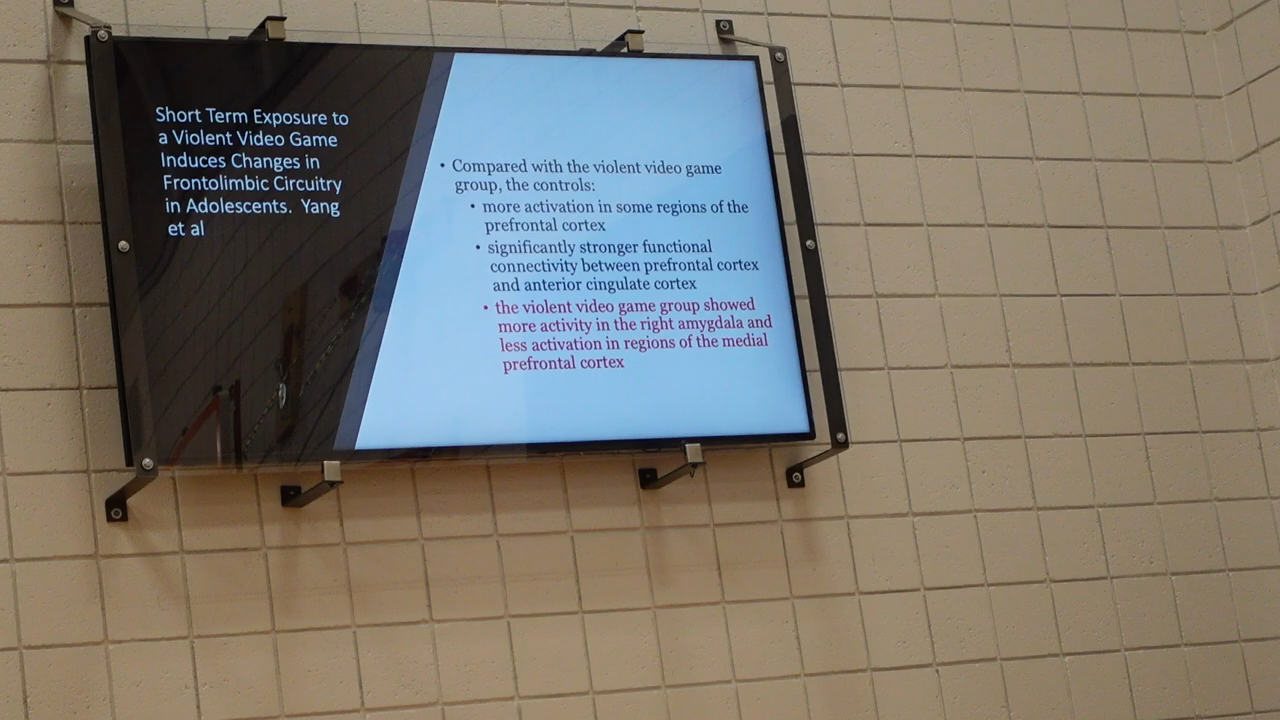 Short Term Exposure to
a Violent Video Game
Induces Changes in
Frontolimbic Circuitry
in Adolescents. Yang
et al
• Compared with the violent video game
group, the controls:
• more activation in some regions of the
prefrontal cortex
• significantly stronger functional
connectivity between prefrontal cortex
and anterior cingulate cortex
• the violent video game group showed
more activity in the right amygdala and
less activation in regions of the medial
prefrontal cortex